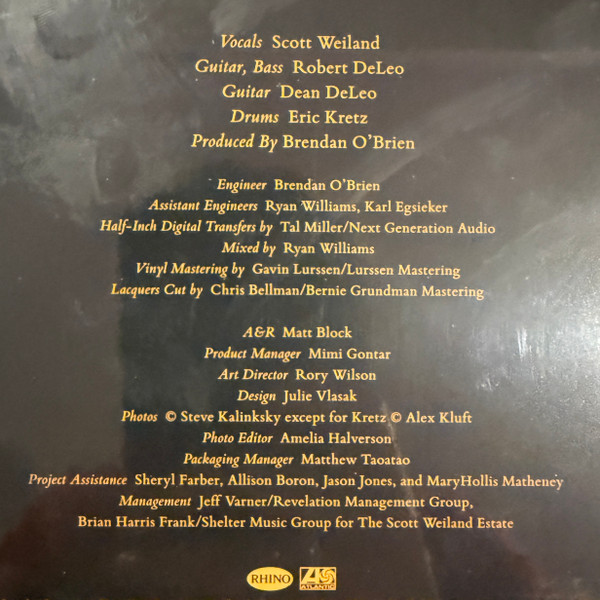 Vocals Scott Weiland
Guitar, Bass Robert DeLeo
Guitar Dean DeLeo
Drums Eric Kretz
Produced By Brendan O'Brien
Engineer Brendan O'Brien
Assistant Engineers Ryan Williams, Karl Egsieker
Half-Inch Digital Transfers by Tal Miller/Next Generation Audio
Mixed by Ryan Williams
Vinyl Mastering by Gavin Lurssen/Lurssen Mastering
Lacquers Cut by Chris Bellman/Bernie Grundman Mastering
A&R Matt Block
Product Manager Mimi Gontar
Art Director Rory Wilson
Design Julie Vlasak
Photos © Steve Kalinksky except for Kretz © Alex Kluft
Photo Editor Amelia Halverson
Packaging Manager Matthew Taoatao
Project Assistance Sheryl Farber, Allison Boron, Jason Jones, and MaryHollis Matheney
Management Jeff Varner/Revelation Management Group,
Brian Harris Frank/Shelter Music Group for The Scott Weiland Estate
RHINO ATLANTIC